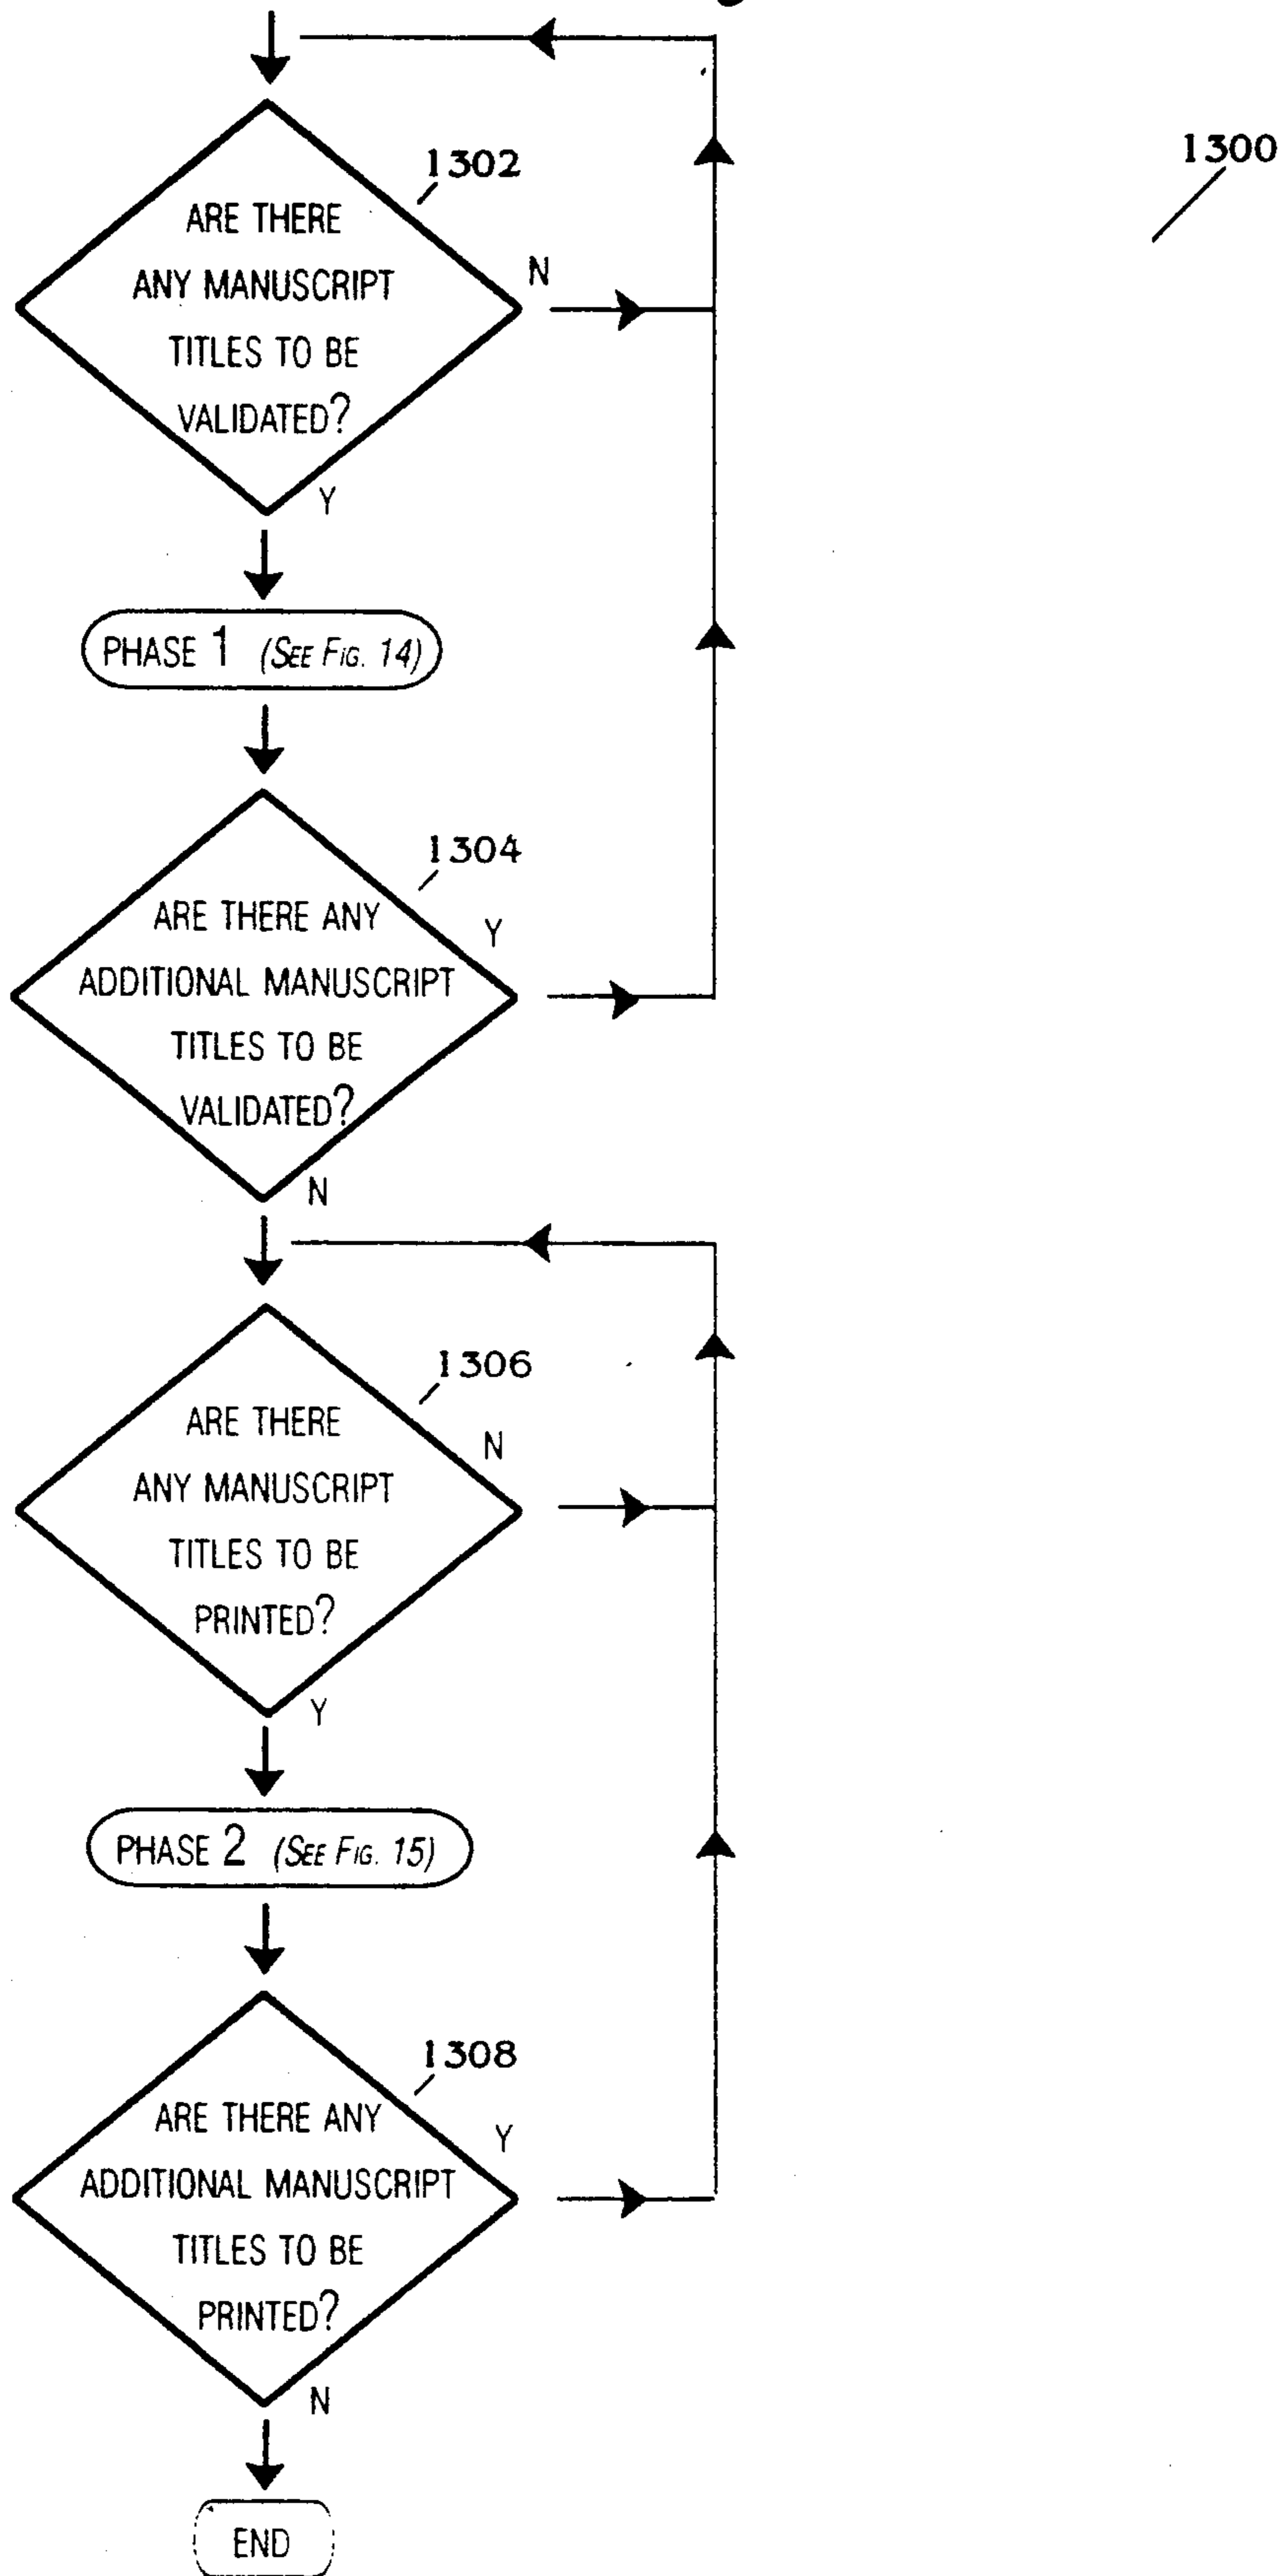 1300
1302
ARE THERE
ANY MANUSCRIPT
TITLES TO BE
VALIDATED?
N
Y
PHASE 1 (SEE FIG. 14)
1304
ARE THERE ANY
ADDITIONAL MANUSCRIPT
TITLES TO BE
VALIDATED?
Y
N
1306
ARE THERE
ANY MANUSCRIPT
TITLES TO BE
PRINTED?
N
Y
PHASE 2 (SEE FIG. 15)
1308
ARE THERE ANY
ADDITIONAL MANUSCRIPT
TITLES TO BE
PRINTED?
Y
N
END